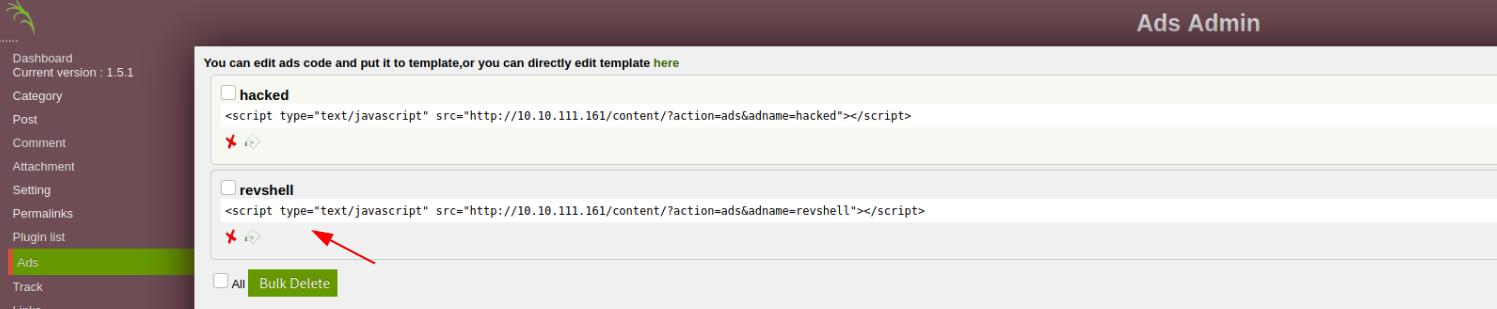 Ads Admin
......
Dashboard
Current version : 1.5.1
Category
Post
Comment
Attachment
Setting
Permalinks
Plugin list
Ads
Track
Links
You can edit ads code and put it to template,or you can directly edit template here
hacked
<script type="text/javascript" src="http://10.10.111.161/content/?action=ads&adname=hacked"></script>
revshell
<script type="text/javascript" src="http://10.10.111.161/content/?action=ads&adname=revshell"></script>
All Bulk Delete